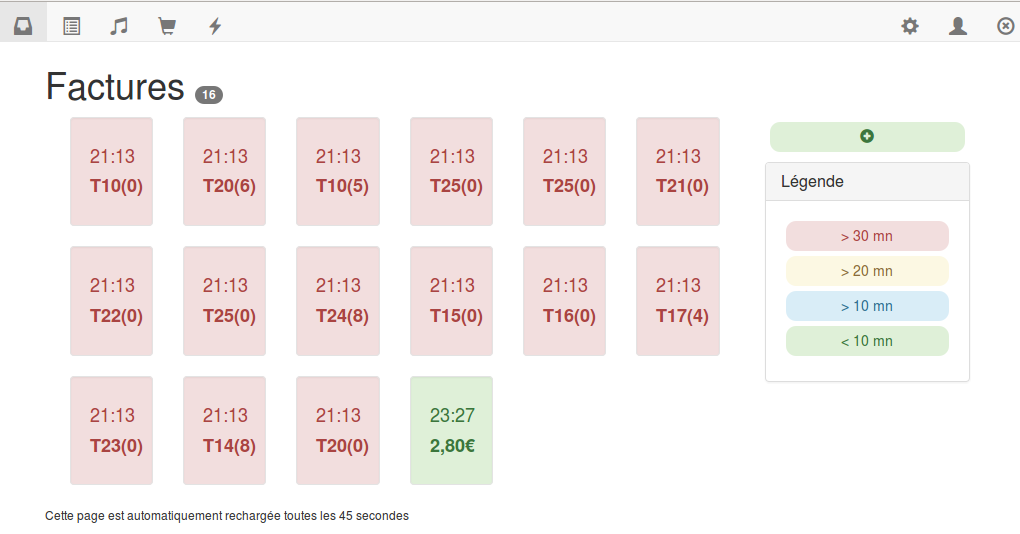 Factures 16
21:13 21:13 21:13 21:13 21:13 21:13
T10(0) T20(6) T10(5) T25(0) T25(0) T21(0)
21:13 21:13 21:13 21:13 21:13 21:13
T22(0) T25(0) T24(8) T15(0) T16(0) T17(4)
21:13 21:13 21:13 23:27
T23(0) T14(8) T20(0) 2,80€
Légende
> 30 mn
> 20 mn
> 10 mn
< 10 mn
Cette page est automatiquement rechargée toutes les 45 secondes